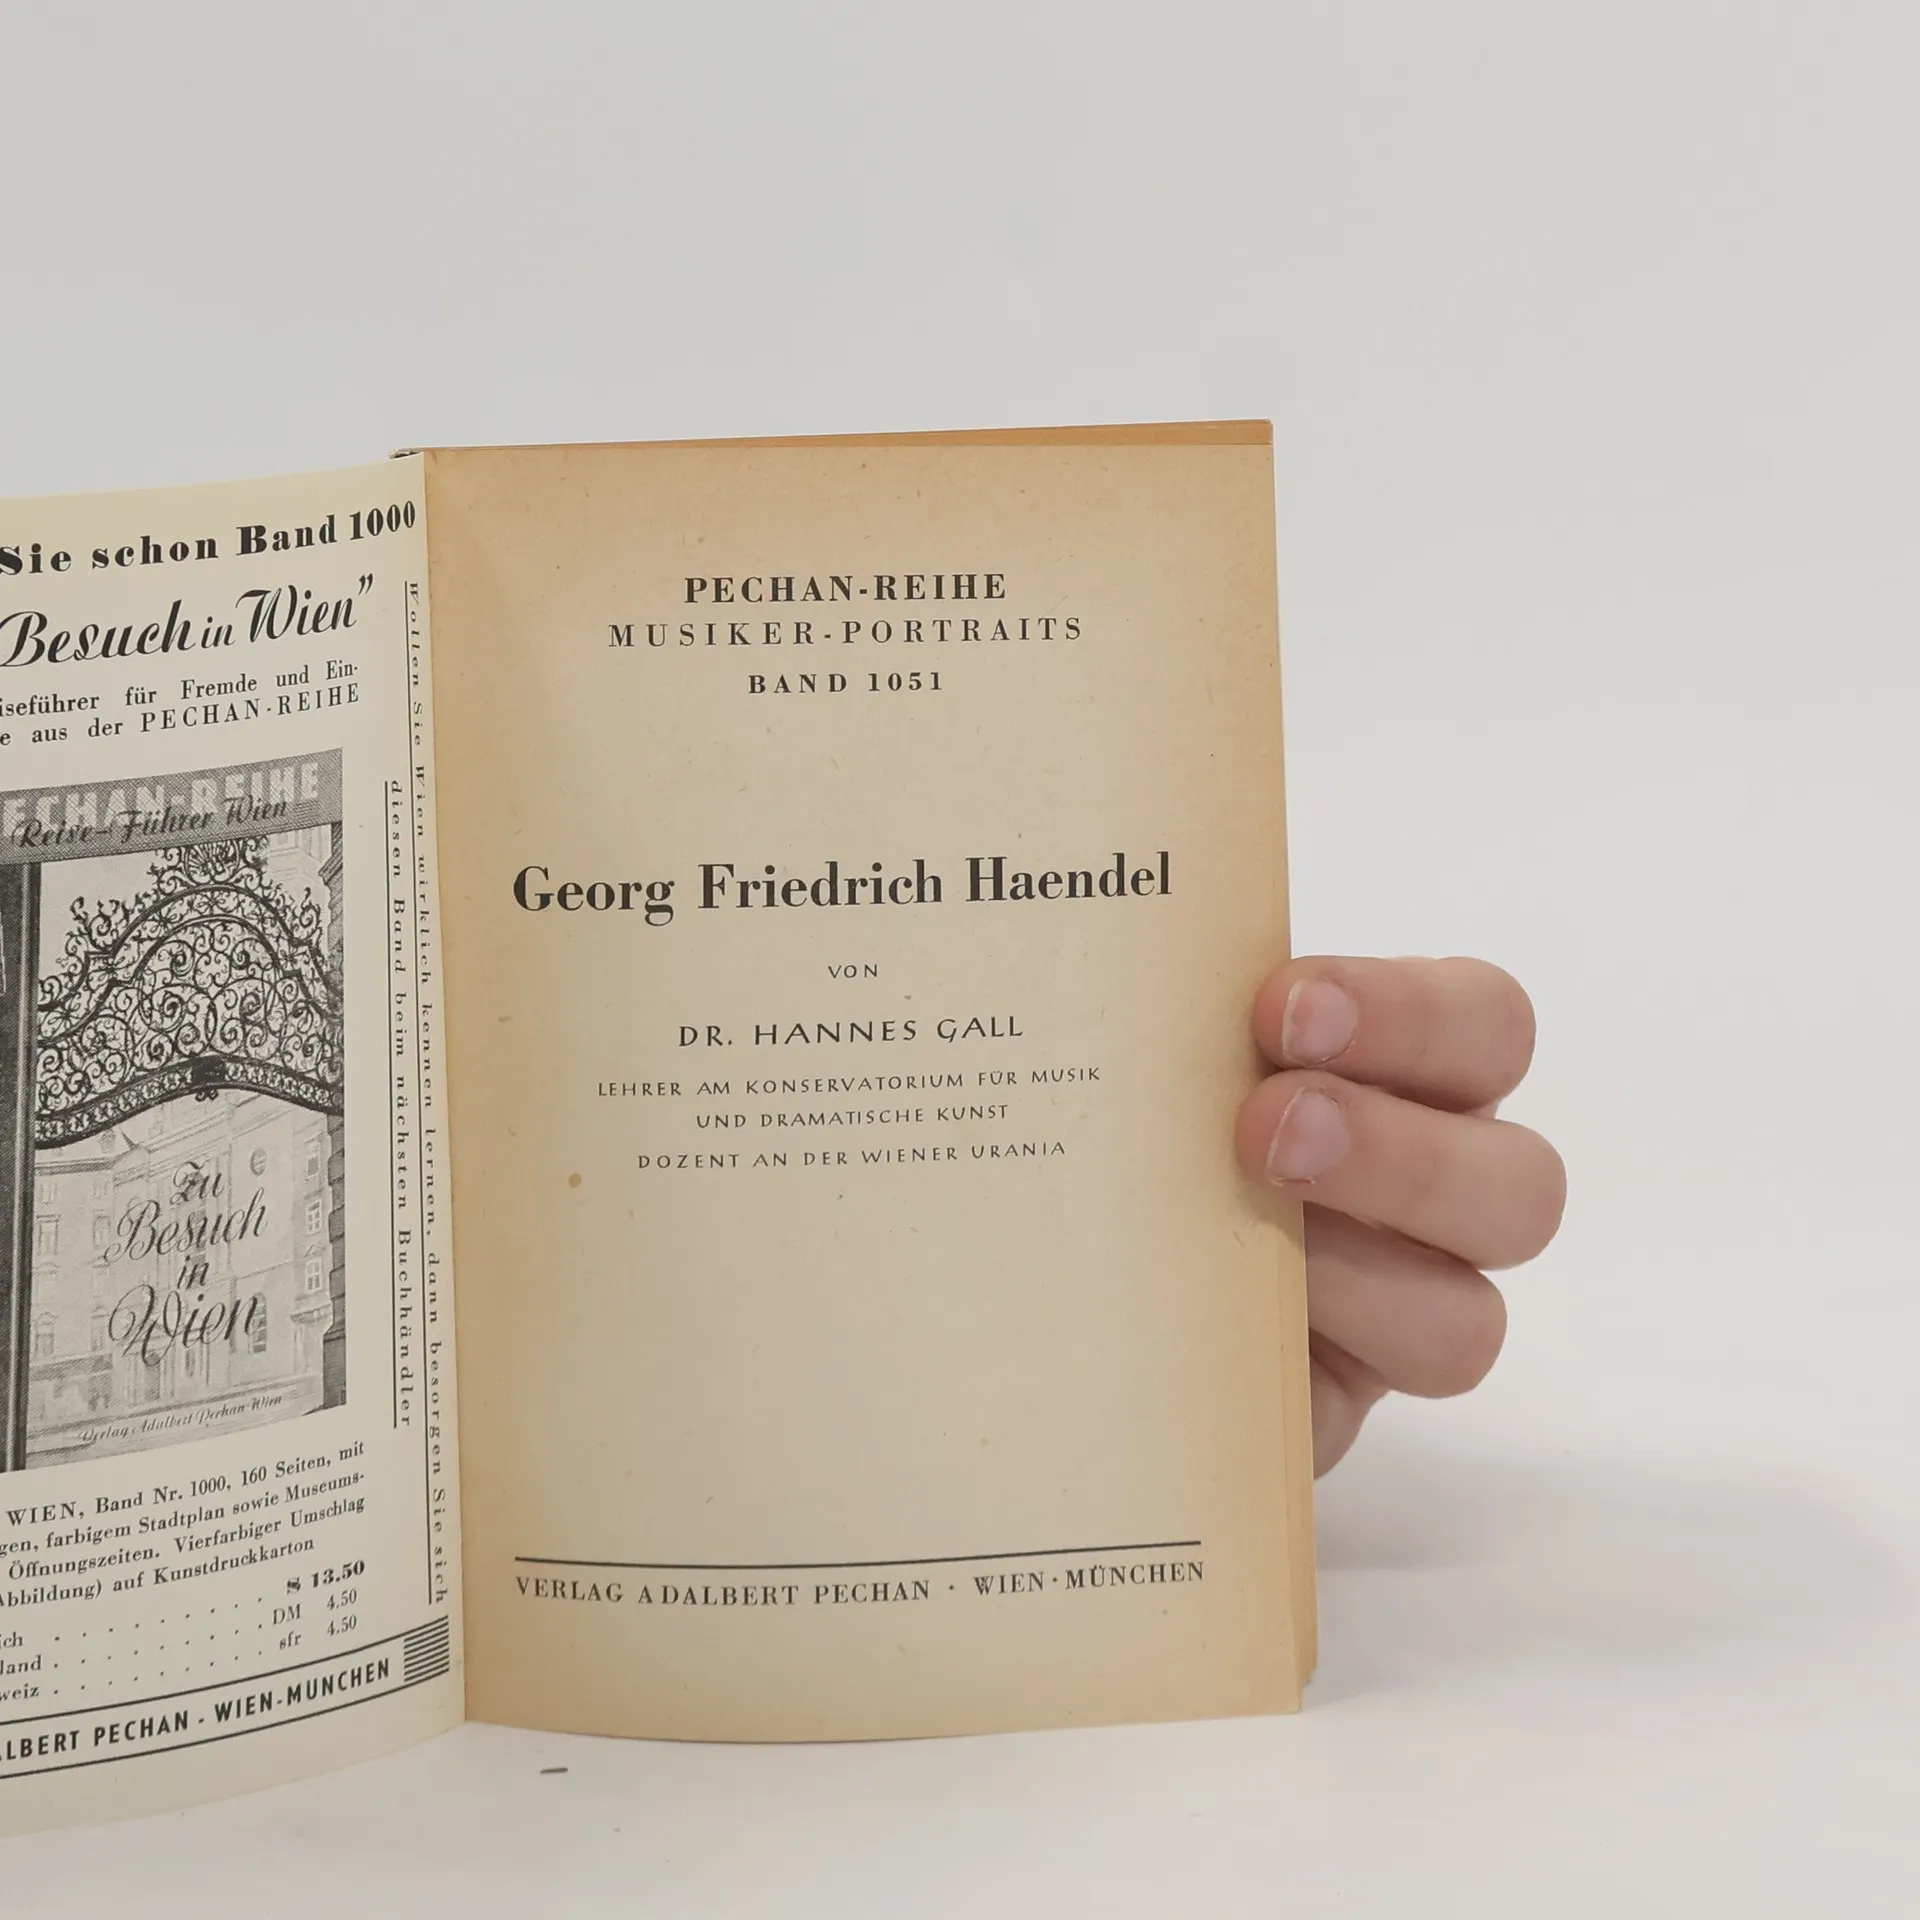 Sie schon Band 1000
Besuch in Wien"
für Fremde und Ein-
aus der PECHAN-REIHE
PECHAN-REIHE
Reise-Führer Wien
Zu
Besuch
in
Wien
Verlag Adalbert Pechan Wien
Wollen Sie Wien wirklich kennen lernen, dann besorgen Sie sich
diesen Band beim nächsten Buchhändler
WIEN, Band Nr. 1000, 160 Seiten, mit
farbigem Stadtplan sowie Museums-
Öffnungszeiten. Vierfarbiger Umschlag
auf Kunstdruckkarton
S 13.50
DM 4.50
sfr 4.50
PECHAN - WIEN-MÜNCHEN
PECHAN-REIHE
MUSIKER-PORTRAITS
BAND 1051
Georg Friedrich Haendel
VON
DR. HANNES GALL
LEHRER AM KONSERVATORIUM FÜR MUSIK
UND DRAMATISCHE KUNST
DOZENT AN DER WIENER URANIA
VERLAG ADALBERT PECHAN · WIEN · MÜNCHEN